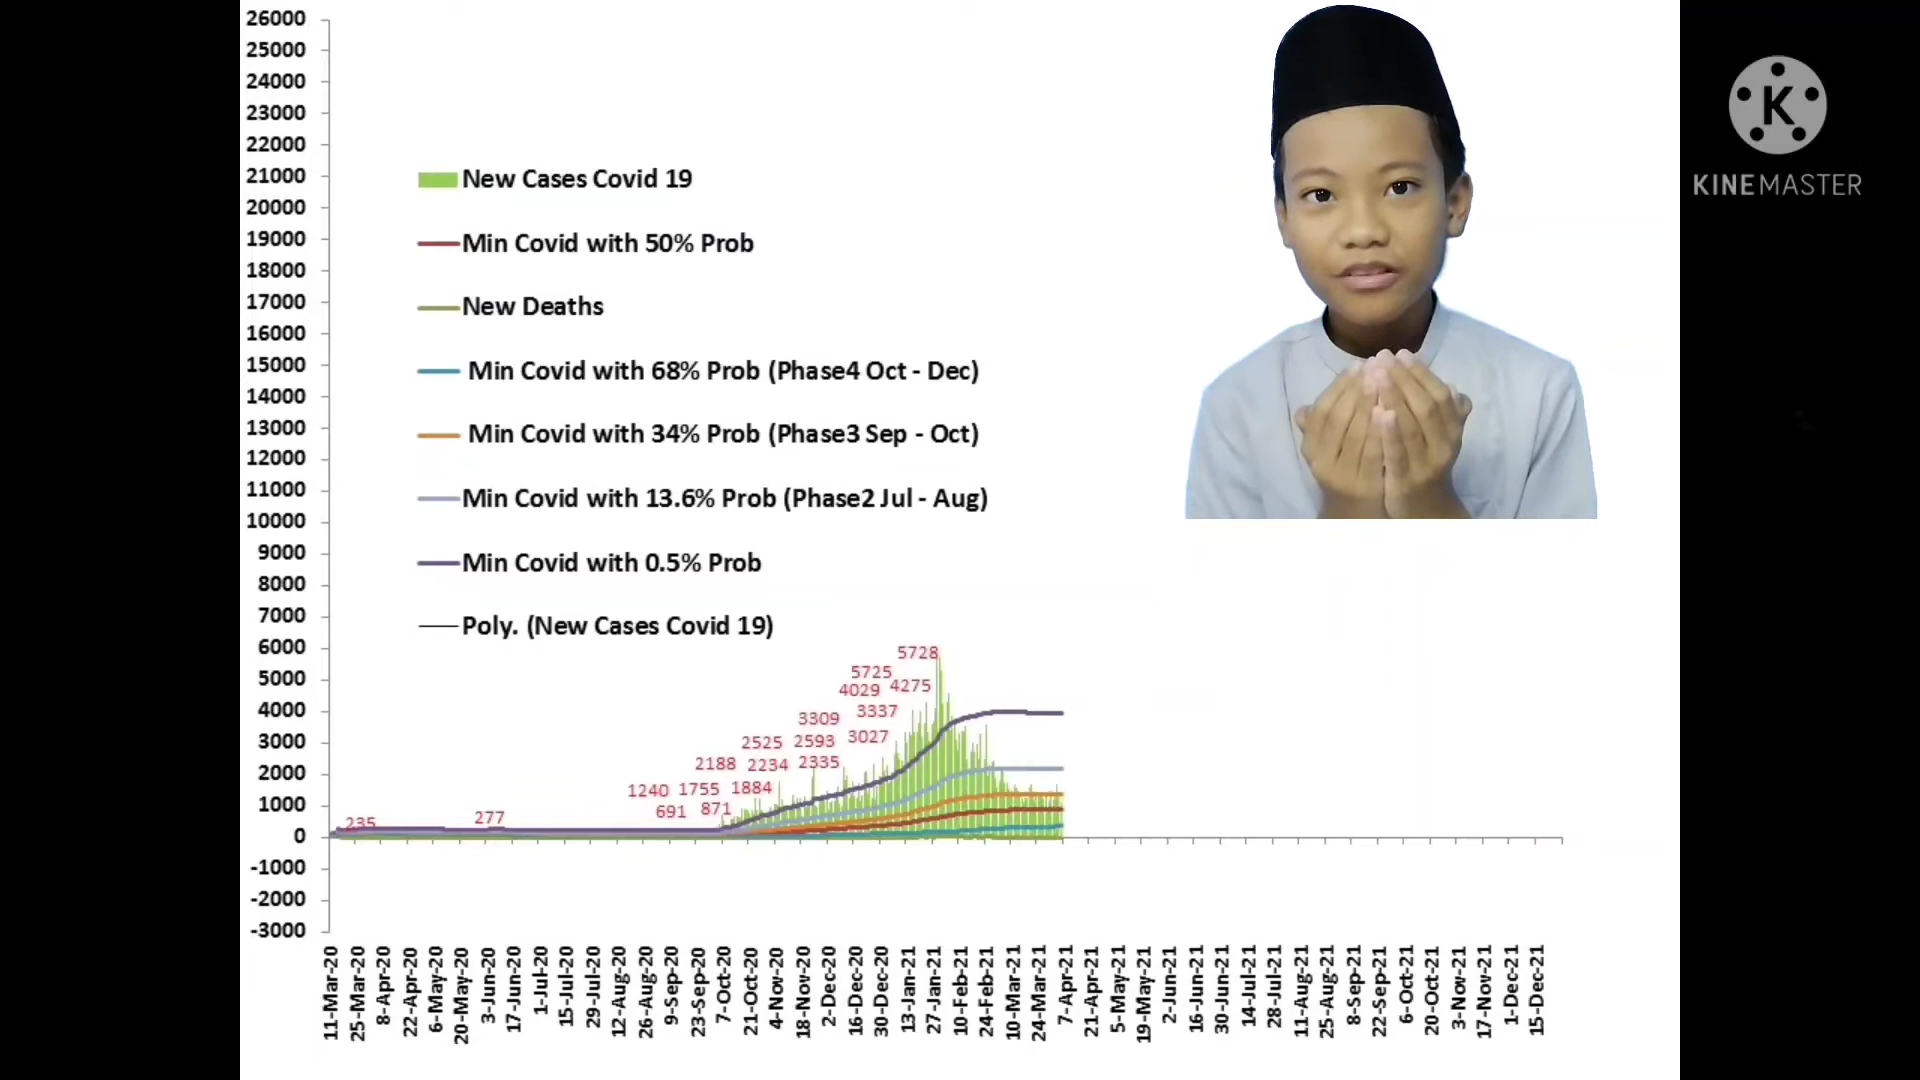 26000
25000
24000
23000
22000
21000
20000
19000
18000
17000
16000
15000
14000
13000
12000
11000
10000
9000
8000
7000
6000
5000
4000
3000
2000
1000
0
-1000
-2000
-3000
New Cases Covid 19
Min Covid with 50% Prob
New Deaths
Min Covid with 68% Prob (Phase4 Oct - Dec)
Min Covid with 34% Prob (Phase3 Sep - Oct)
Min Covid with 13.6% Prob (Phase2 Jul - Aug)
Min Covid with 0.5% Prob
Poly. (New Cases Covid 19)
5728
5725
4029 4275
3309 3337
2525 2593 3027
2188 2234 2335
1240 1755 1884
691 871
235 277
11-Mar-20
25-Mar-20
8-Apr-20
22-Apr-20
6-May-20
20-May-20
3-Jun-20
17-Jun-20
1-Jul-20
15-Jul-20
29-Jul-20
12-Aug-20
26-Aug-20
9-Sep-20
23-Sep-20
7-Oct-20
21-Oct-20
4-Nov-20
18-Nov-20
2-Dec-20
16-Dec-20
30-Dec-20
13-Jan-21
27-Jan-21
10-Feb-21
24-Feb-21
10-Mar-21
24-Mar-21
7-Apr-21
21-Apr-21
5-May-21
19-May-21
2-Jun-21
16-Jun-21
30-Jun-21
14-Jul-21
28-Jul-21
11-Aug-21
25-Aug-21
8-Sep-21
22-Sep-21
6-Oct-21
20-Oct-21
3-Nov-21
17-Nov-21
1-Dec-21
15-Dec-21
K
KINEMASTER